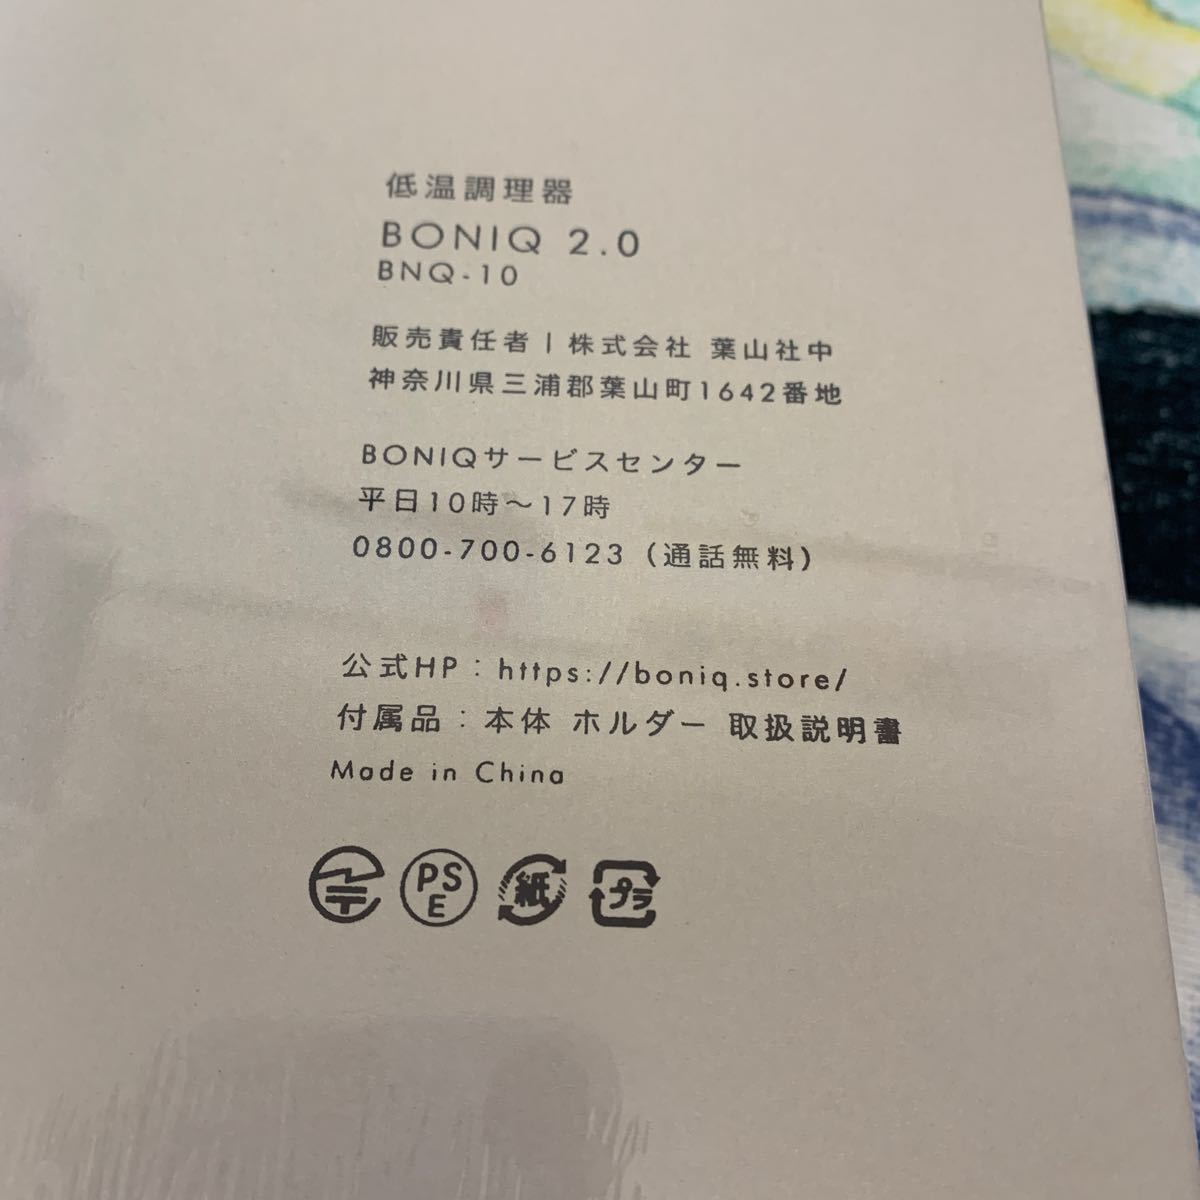 低温調理器
BONIQ 2.0
BNQ-10
販売責任者 | 株式会社 葉山社中
神奈川県三浦郡葉山町1642番地
BONIQサービスセンター
平日10時～17時
0800-700-6123 (通話無料)
公式HP : https://boniq.store/
付属品 : 本体 ホルダー 取扱説明書
Made in China
PS
E
紙
プラ